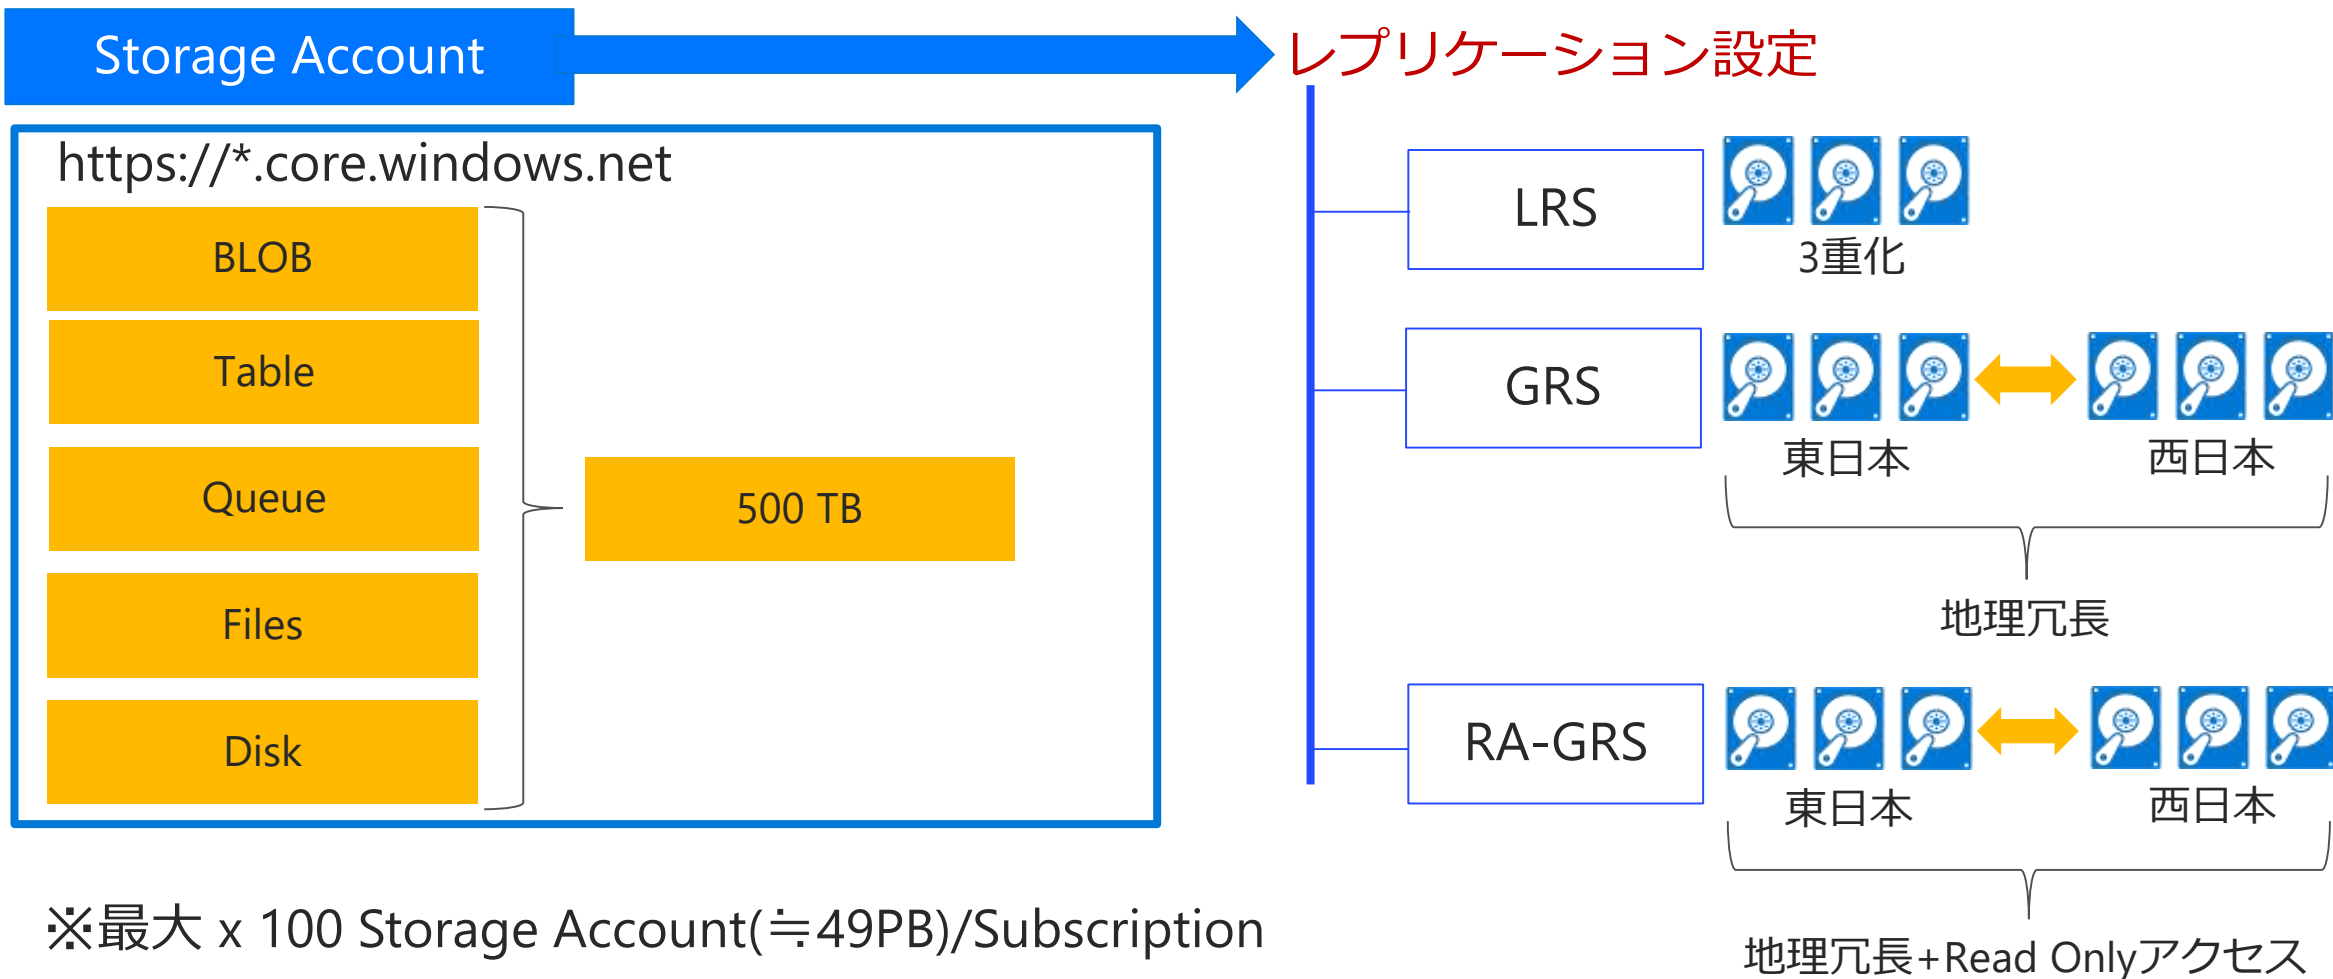 Storage Account
レプリケーション設定
https://*.core.windows.net
BLOB
Table
Queue
Files
Disk
500 TB
LRS
3重化
GRS
東日本
西日本
地理冗長
RA-GRS
東日本
西日本
地理冗長+Read Onlyアクセス
※最大 x 100 Storage Account(≒49PB)/Subscription